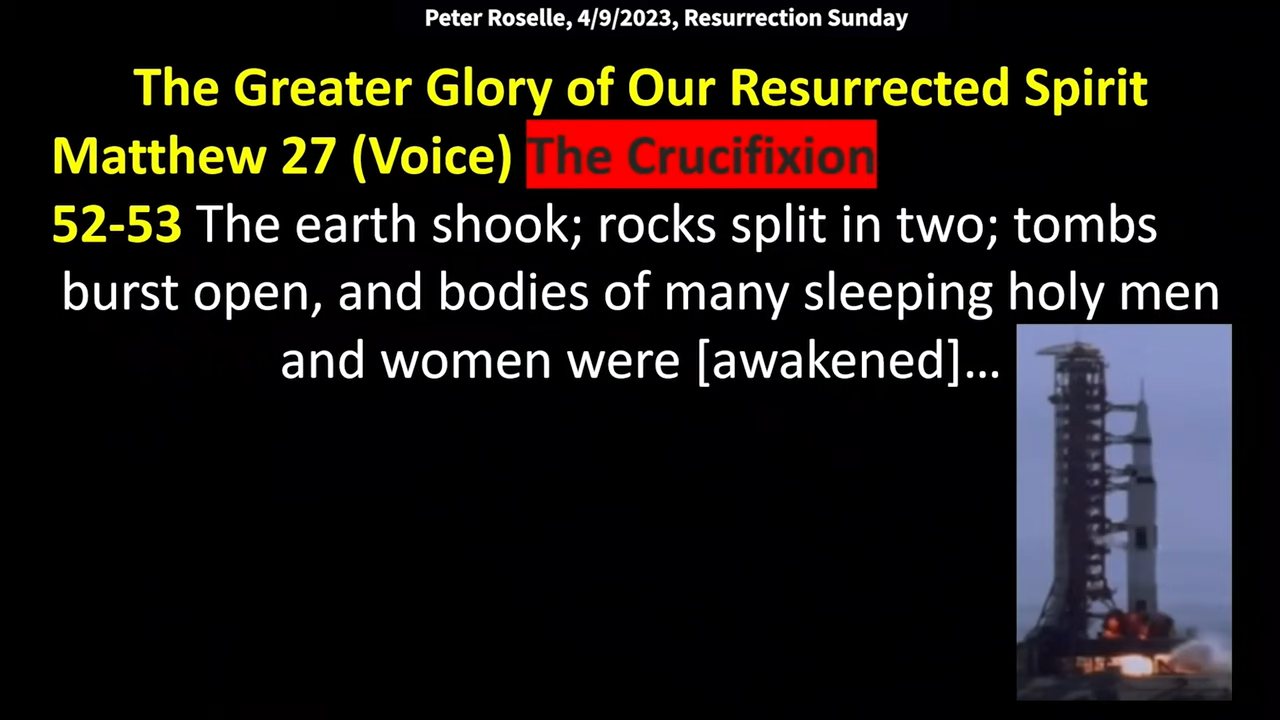 Peter Roselle, 4/9/2023, Resurrection Sunday
The Greater Glory of Our Resurrected Spirit
Matthew 27 (Voice) The Crucifixion
52-53 The earth shook; rocks split in two; tombs
burst open, and bodies of many sleeping holy men
and women were [awakened]…